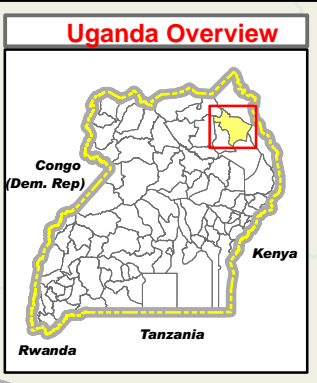 Uganda Overview
Congo
(Dem. Rep)
Kenya
Tanzania
Rwanda